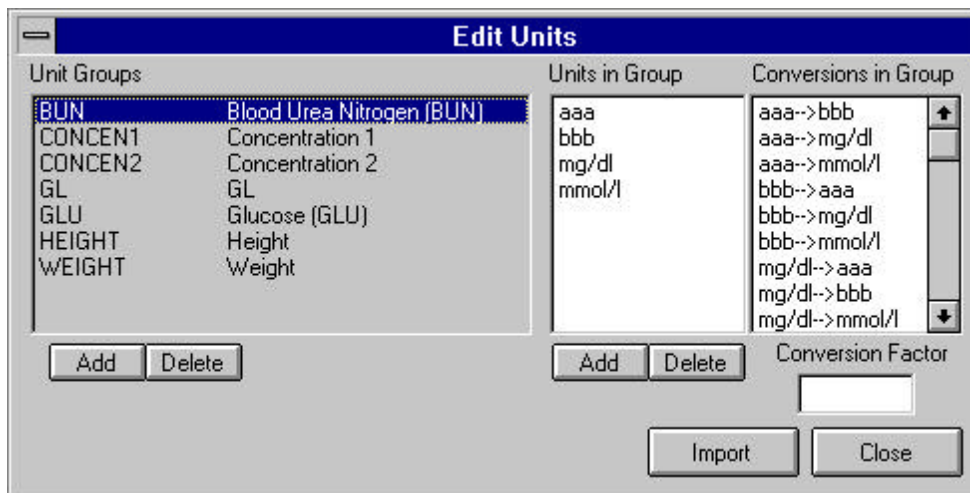 Edit Units
Unit Groups
BUN Blood Urea Nitrogen (BUN)
CONCEN1 Concentration 1
CONCEN2 Concentration 2
GL GL
GLU Glucose (GLU)
HEIGHT Height
WEIGHT Weight
Add Delete
Units in Group
aaa
bbb
mg/dl
mmol/l
Add Delete
Conversions in Group
aaa-->bbb
aaa-->mg/dl
aaa-->mmol/l
bbb-->aaa
bbb-->mg/dl
bbb-->mmol/l
mg/dl-->aaa
mg/dl-->bbb
mg/dl-->mmol/l
Conversion Factor
Import Close